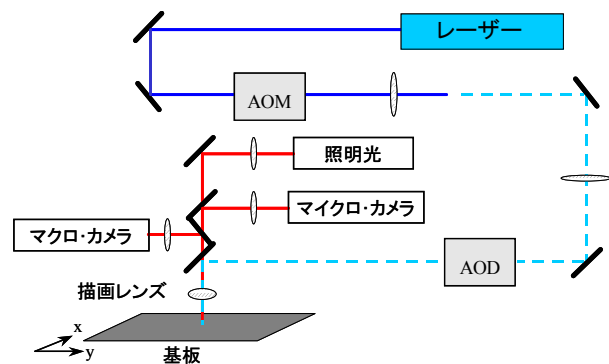 レーザー
AOM
照明光
マイクロ･カメラ
マクロ･カメラ
AOD
描画レンズ
x
y
基板